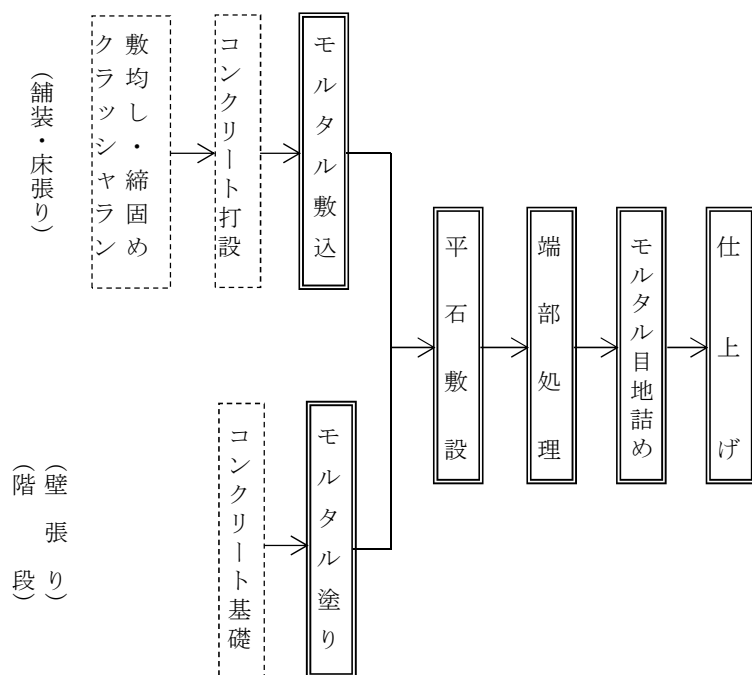 (舗装・床張り)
クラッシャラン
敷均し・締固め
コンクリート打設
モルタル敷込
平石敷設
端部処理
モルタル目地詰め
仕上げ
(壁張り)
(階段)
コンクリート基礎
モルタル塗り